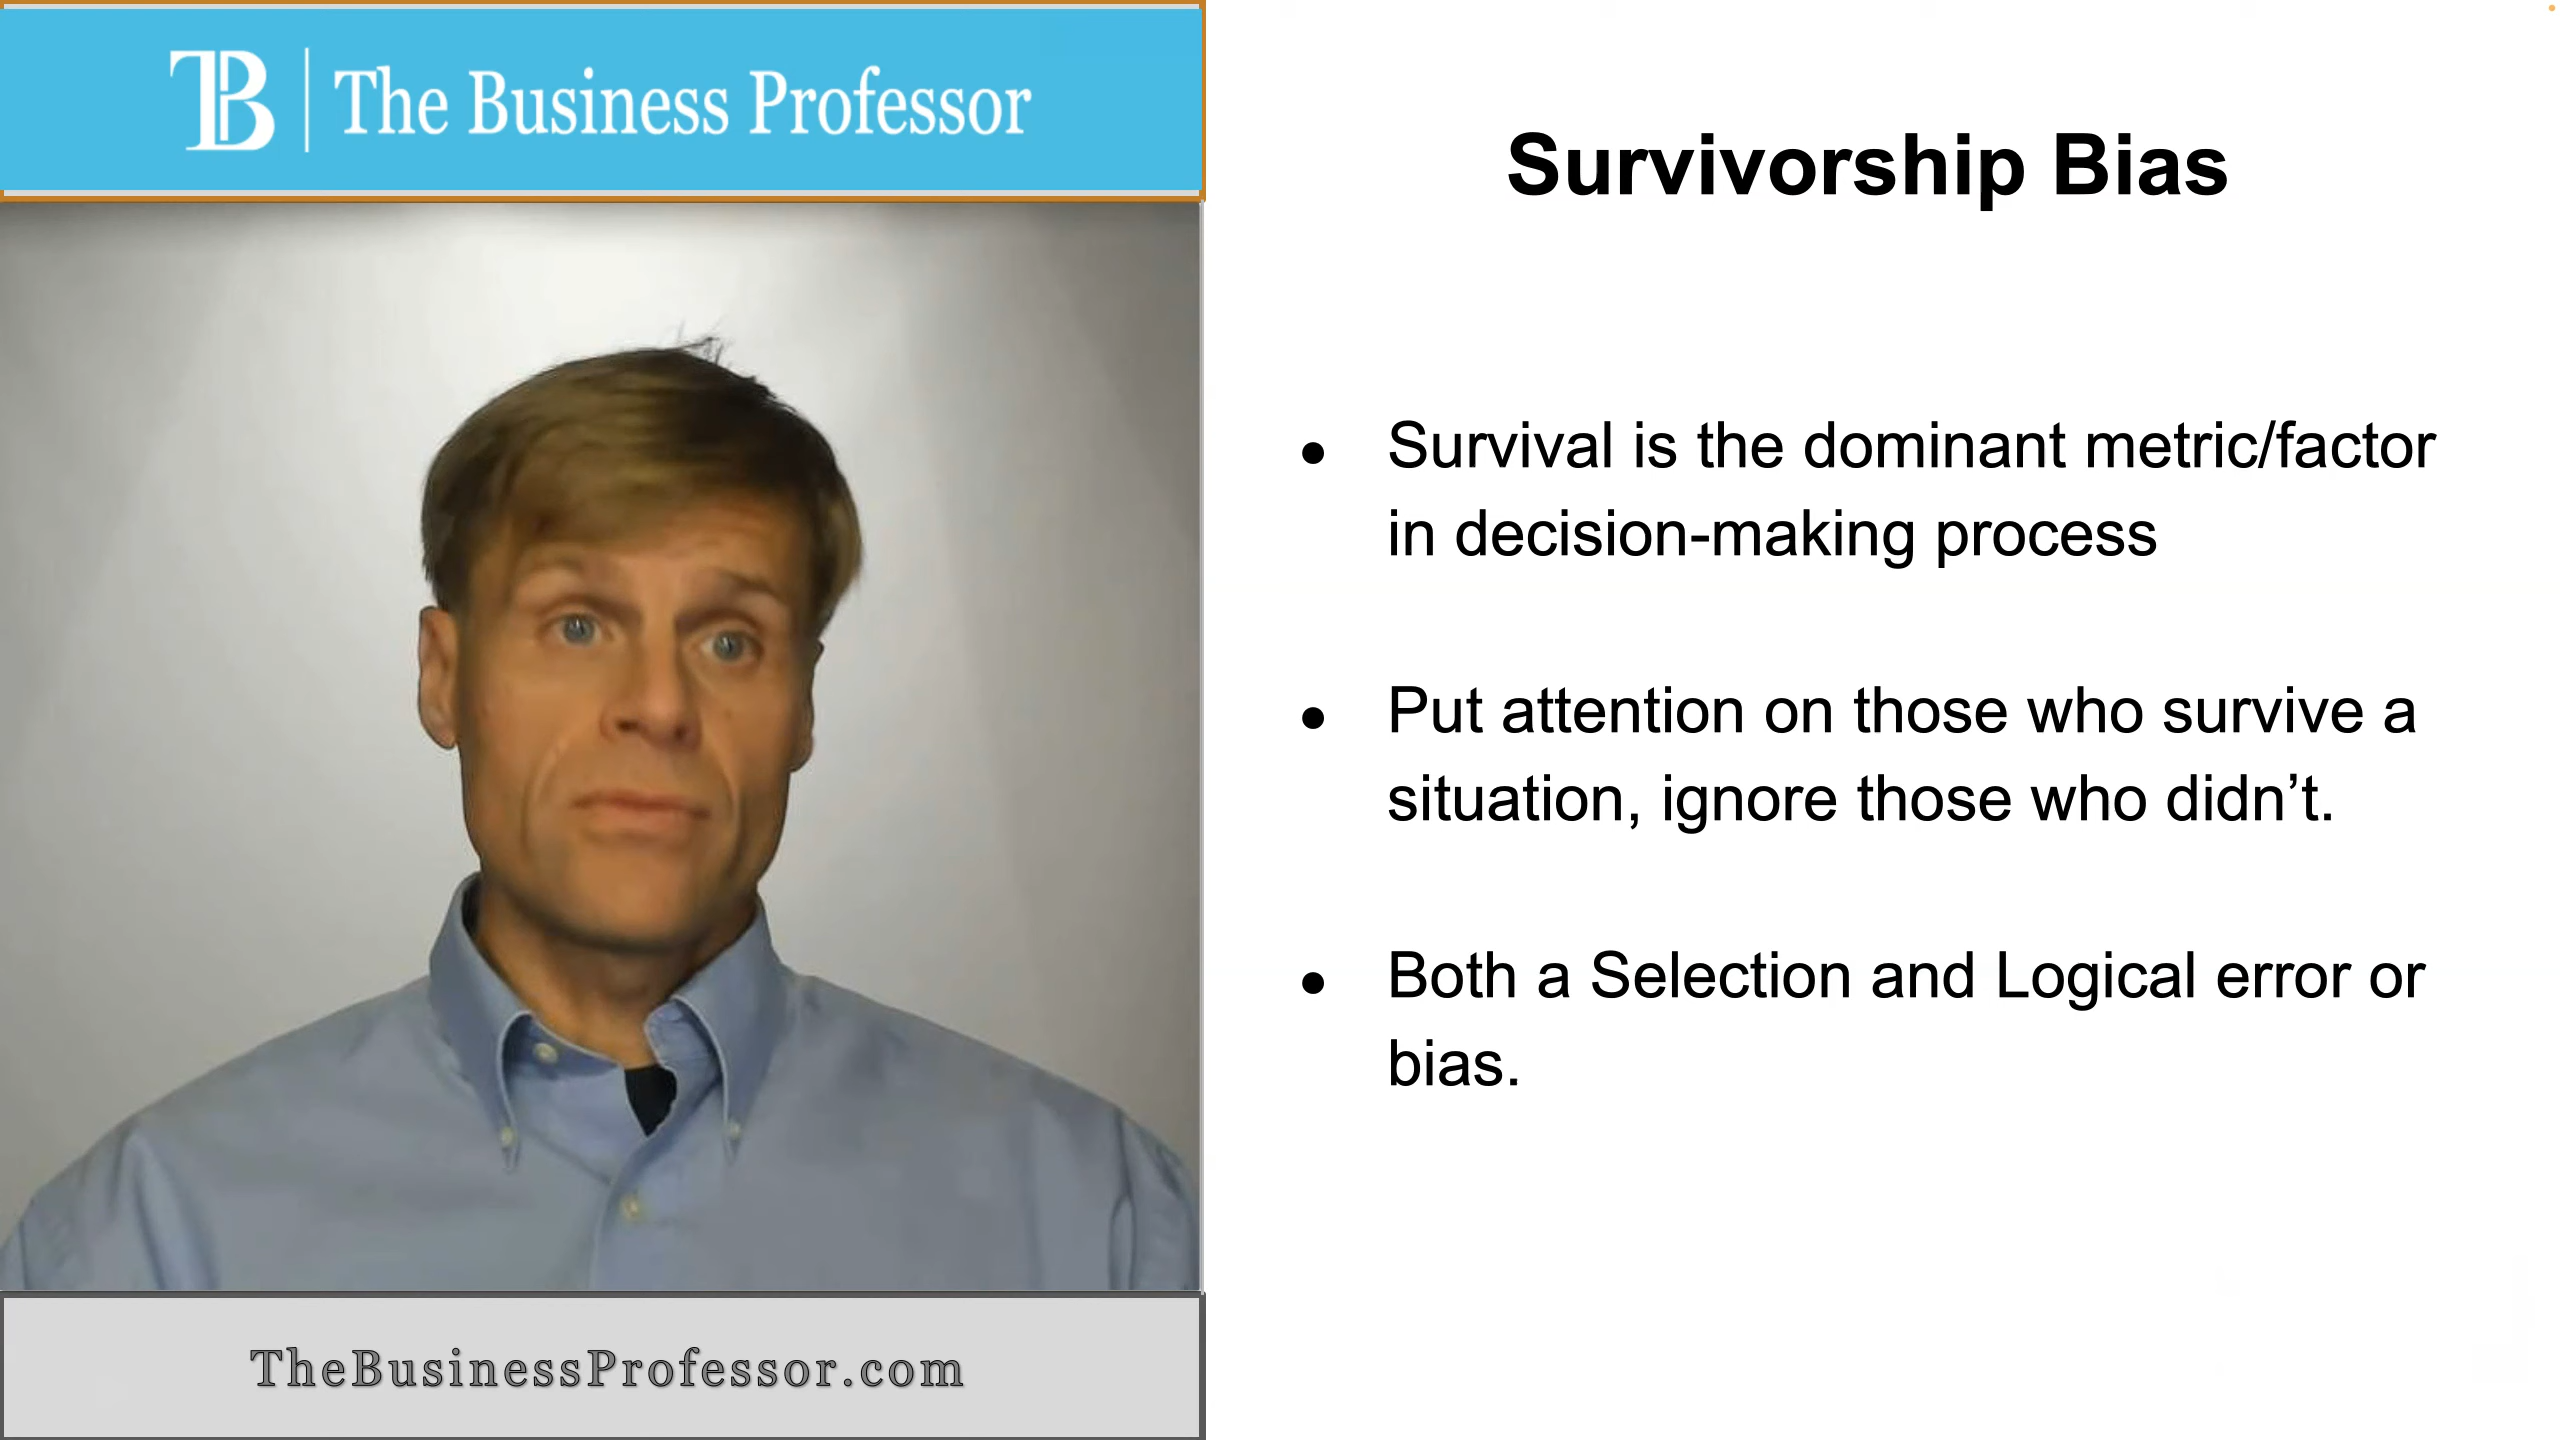 TB | The Business Professor
Survivorship Bias
● Survival is the dominant metric/factor
in decision-making process
● Put attention on those who survive a
situation, ignore those who didn’t.
● Both a Selection and Logical error or
bias.
TheBusinessProfessor.com